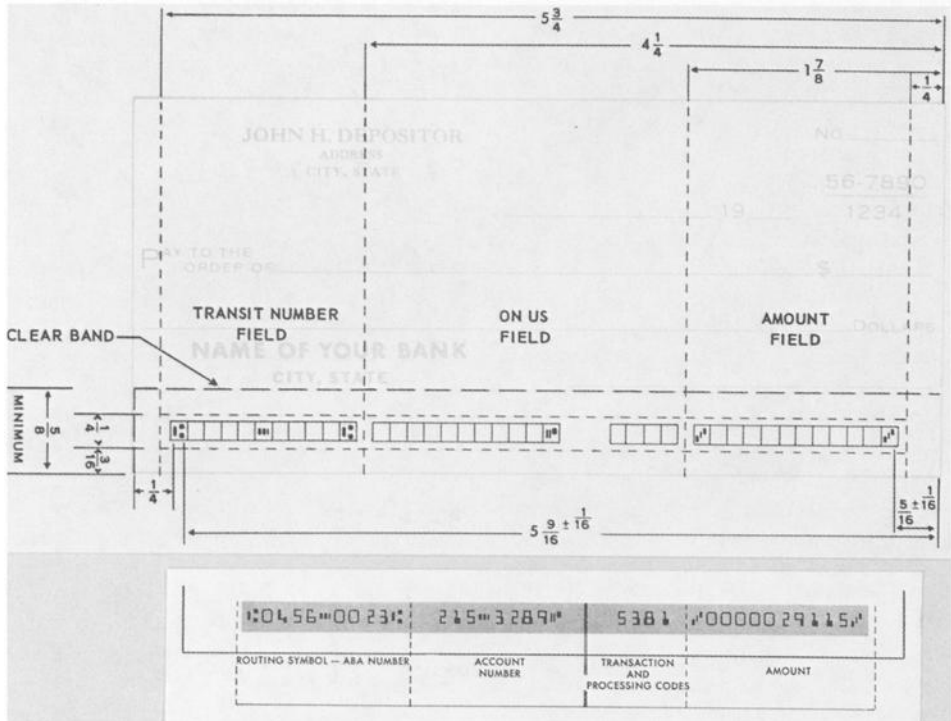 5 3/4
4 1/4
1 7/8
1/4
JOHN H. DEPOSITOR
ADDRESS
CITY, STATE
No
56-7890
1234
19
PAY TO THE
ORDER OF
$
TRANSIT NUMBER
FIELD
ON US
FIELD
AMOUNT
FIELD
DOLLARS
CLEAR BAND
NAME OF YOUR BANK
CITY, STATE
MINIMUM
5/8
1/4
3/16
1/4
5 9/16 ± 1/16
5/16 ± 1/16
⑆0456⑉0023⑆ 215⑉3289⑈ 5381 ⑇0000029115⑇
ROUTING SYMBOL — ABA NUMBER
ACCOUNT
NUMBER
TRANSACTION
AND
PROCESSING CODES
AMOUNT